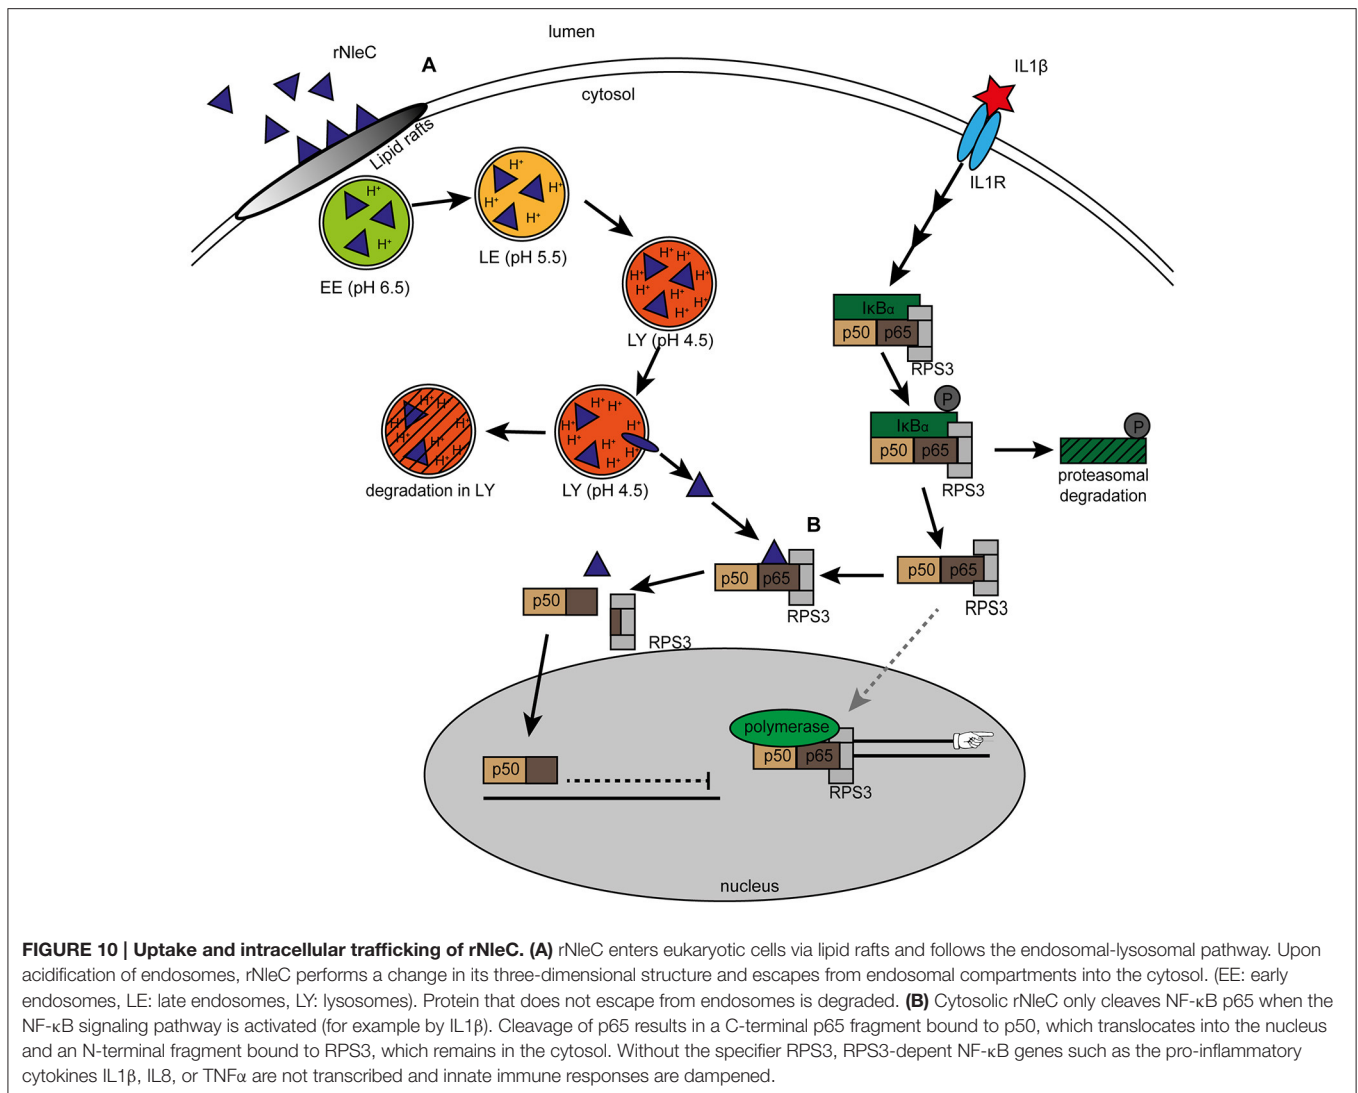 lumen
rNleC
A
IL1β
cytosol
Lipid rafts
H⁺
H⁺
H⁺
H⁺
H⁺
H⁺
IL1R
EE (pH 6.5)
LE (pH 5.5)
H⁺
H⁺
H⁺
H⁺
H⁺
H⁺
H⁺
H⁺
LY (pH 4.5)
IκBα
p50
p65
RPS3
P
IκBα
p50
p65
RPS3
P
proteasomal
degradation
H⁺
H⁺
H⁺
H⁺
H⁺
H⁺
H⁺
degradation in LY
H⁺
H⁺
H⁺
H⁺
H⁺
H⁺
H⁺
LY (pH 4.5)
B
p50
p65
RPS3
p50
p65
RPS3
p50
RPS3
polymerase
p50
p65
RPS3
p50
nucleus
FIGURE 10 | Uptake and intracellular trafficking of rNleC. (A) rNleC enters eukaryotic cells via lipid rafts and follows the endosomal-lysosomal pathway. Upon
acidification of endosomes, rNleC performs a change in its three-dimensional structure and escapes from endosomal compartments into the cytosol. (EE: early
endosomes, LE: late endosomes, LY: lysosomes). Protein that does not escape from endosomes is degraded. (B) Cytosolic rNleC only cleaves NF-κB p65 when the
NF-κB signaling pathway is activated (for example by IL1β). Cleavage of p65 results in a C-terminal p65 fragment bound to p50, which translocates into the nucleus
and an N-terminal fragment bound to RPS3, which remains in the cytosol. Without the specifier RPS3, RPS3-depent NF-κB genes such as the pro-inflammatory
cytokines IL1β, IL8, or TNFα are not transcribed and innate immune responses are dampened.